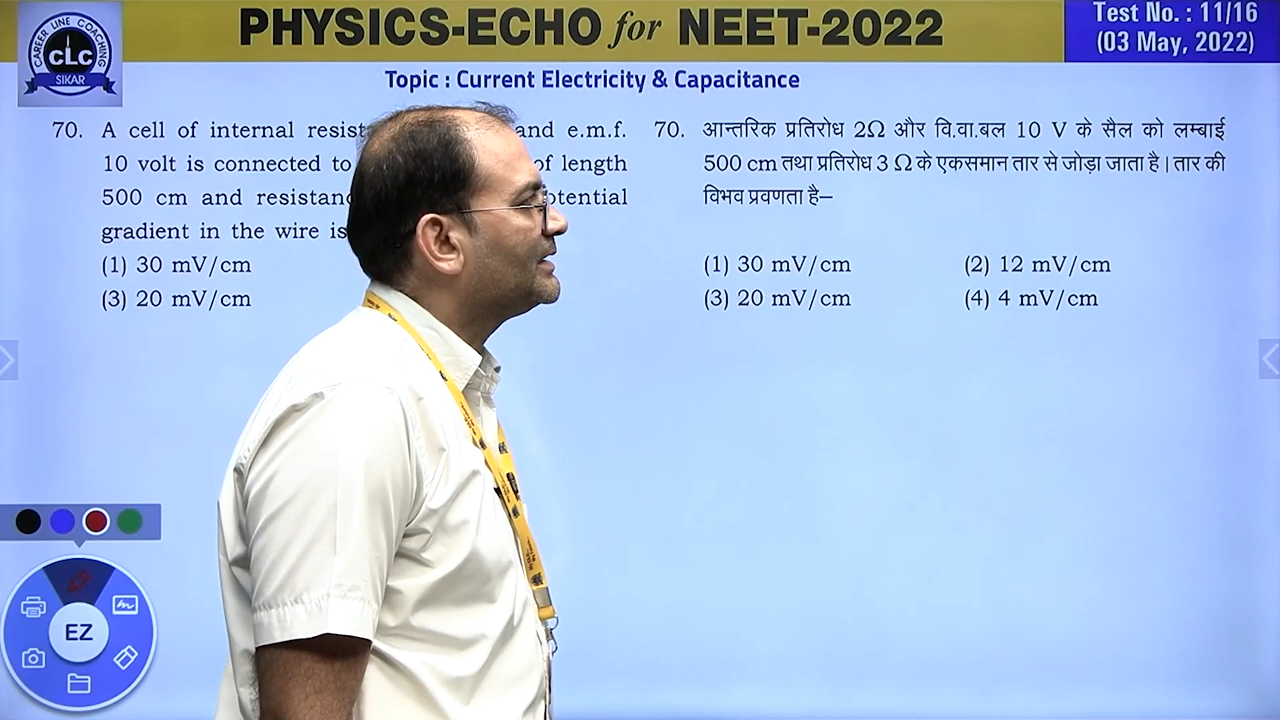 CAREER LINE COACHING
CLC
SIKAR
PHYSICS-ECHO for NEET-2022
Test No. : 11/16
(03 May, 2022)
Topic : Current Electricity & Capacitance
70. A cell of internal and e.m.f.
10 volt is connected to of length
500 cm and
gradient in the wire is
(1) 30 mV/cm
(3) 20 mV/cm
70. आन्तरिक प्रतिरोध 2Ω और वि.वा.बल 10 V के सैल को लम्बाई
500 cm तथा प्रतिरोध 3 Ω के एकसमान तार से जोड़ा जाता है। तार की
विभव प्रवणता है–
(1) 30 mV/cm (2) 12 mV/cm
(3) 20 mV/cm (4) 4 mV/cm
EZ